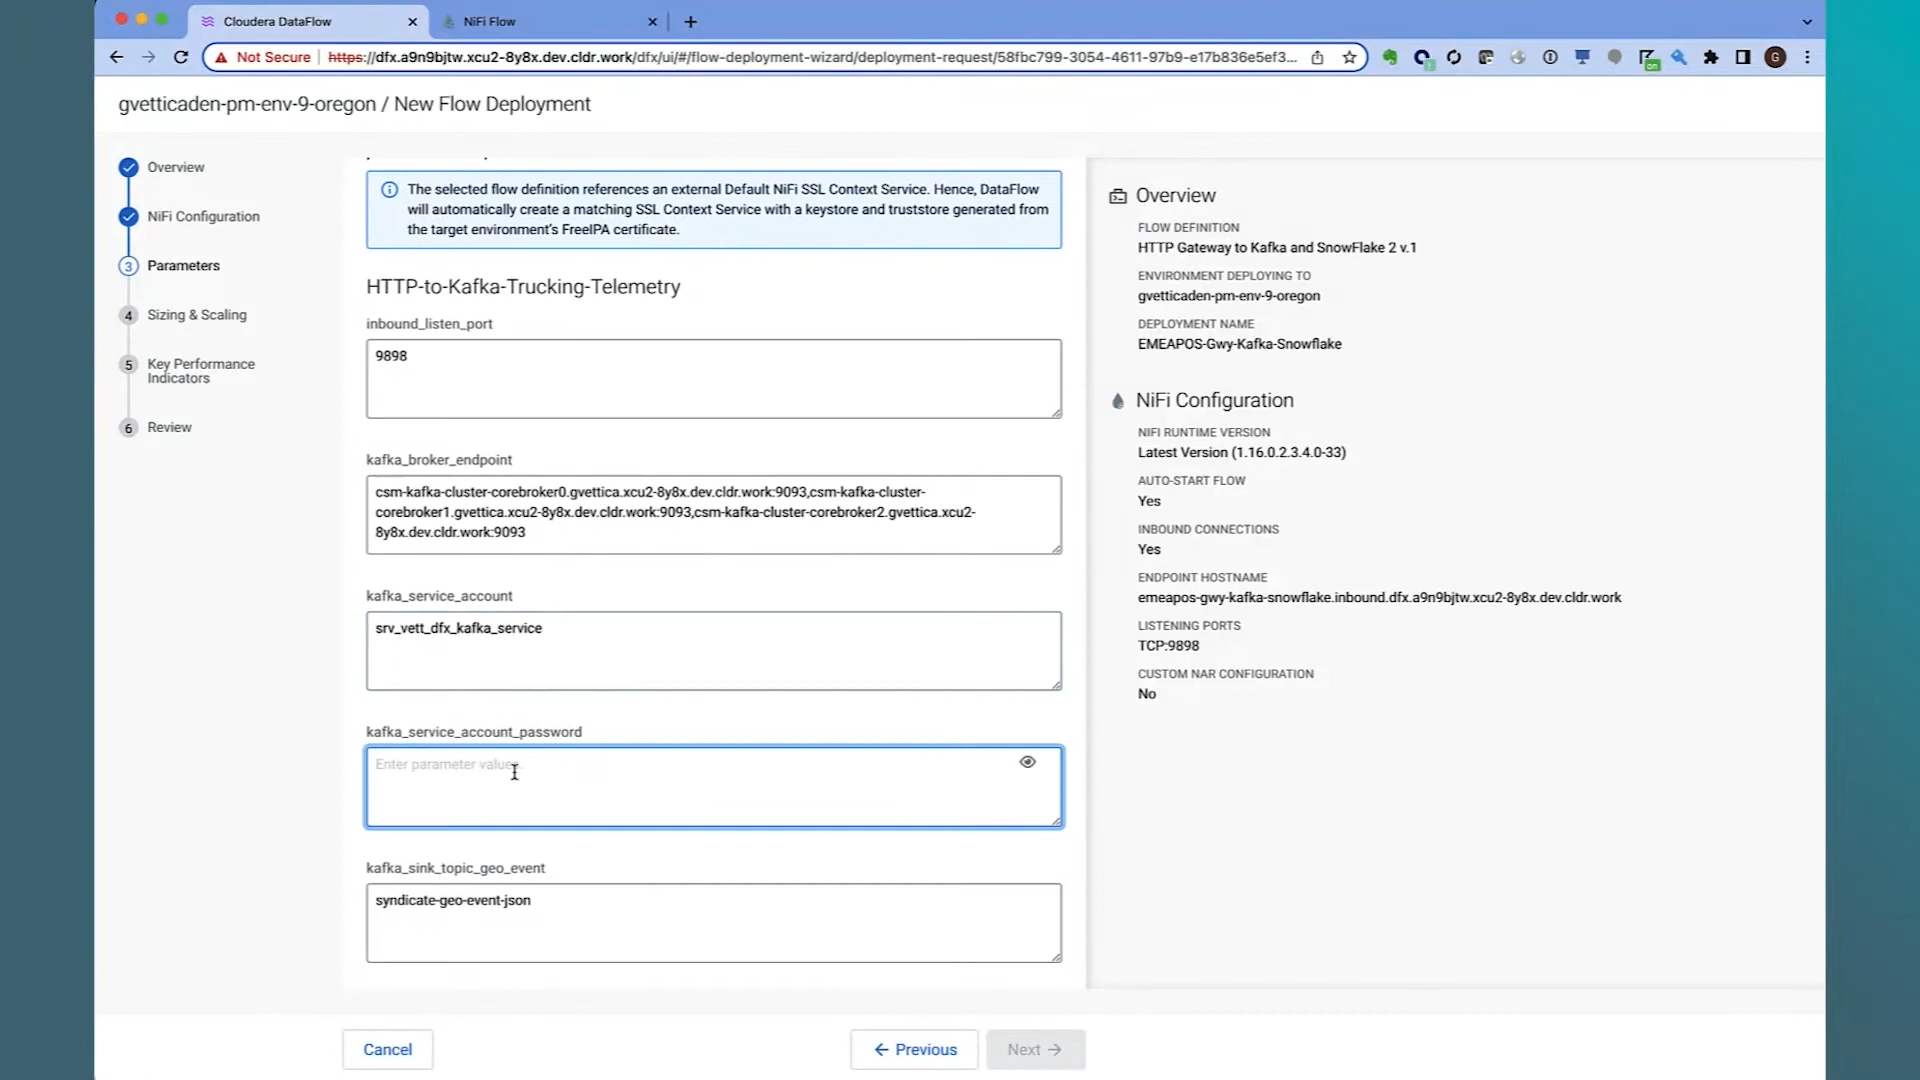 Cloudera DataFlow
NiFi Flow
Not Secure
https://dfx.a9n9bjtw.xcu2-8y8x.dev.cldr.work/dfx/ui/#/flow-deployment-wizard/deployment-request/58fbc799-3054-4611-97b9-e17b836e5ef3...
G
gvetticaden-pm-env-9-oregon / New Flow Deployment
Overview
NiFi Configuration
3 Parameters
4 Sizing & Scaling
5 Key Performance
Indicators
6 Review
The selected flow definition references an external Default NiFi SSL Context Service. Hence, DataFlow
will automatically create a matching SSL Context Service with a keystore and truststore generated from
the target environment's FreeIPA certificate.
HTTP-to-Kafka-Trucking-Telemetry
inbound_listen_port
9898
kafka_broker_endpoint
csm-kafka-cluster-corebroker0.gvettica.xcu2-8y8x.dev.cldr.work:9093,csm-kafka-cluster-
corebroker1.gvettica.xcu2-8y8x.dev.cldr.work:9093,csm-kafka-cluster-corebroker2.gvettica.xcu2-
8y8x.dev.cldr.work:9093
kafka_service_account
srv_vett_dfx_kafka_service
kafka_service_account_password
Enter parameter value
kafka_sink_topic_geo_event
syndicate-geo-event-json
Overview
FLOW DEFINITION
HTTP Gateway to Kafka and SnowFlake 2 v.1
ENVIRONMENT DEPLOYING TO
gvetticaden-pm-env-9-oregon
DEPLOYMENT NAME
EMEAPOS-Gwy-Kafka-Snowflake
NiFi Configuration
NIFI RUNTIME VERSION
Latest Version (1.16.0.2.3.4.0-33)
AUTO-START FLOW
Yes
INBOUND CONNECTIONS
Yes
ENDPOINT HOSTNAME
emeapos-gwy-kafka-snowflake.inbound.dfx.a9n9bjtw.xcu2-8y8x.dev.cldr.work
LISTENING PORTS
TCP:9898
CUSTOM NAR CONFIGURATION
No
Cancel
← Previous
Next →